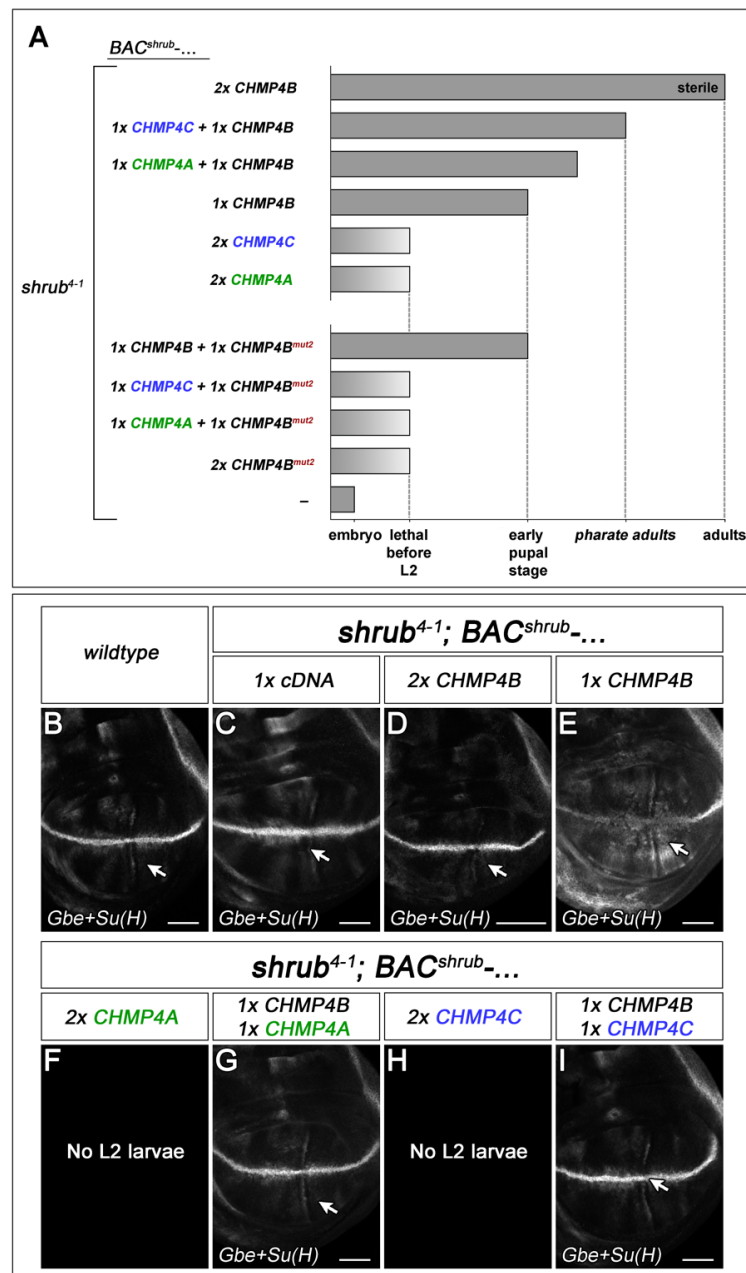 A
BAC^shrub-...
2x CHMP4B
sterile
1x CHMP4C + 1x CHMP4B
1x CHMP4A + 1x CHMP4B
1x CHMP4B
2x CHMP4C
2x CHMP4A
shrub^4-1
1x CHMP4B + 1x CHMP4B^mut2
1x CHMP4C + 1x CHMP4B^mut2
1x CHMP4A + 1x CHMP4B^mut2
2x CHMP4B^mut2
–
embryo
lethal
before
L2
early
pupal
stage
pharate adults
adults
wildtype
shrub^4-1; BAC^shrub-...
1x cDNA
2x CHMP4B
1x CHMP4B
B
Gbe+Su(H)
C
Gbe+Su(H)
D
Gbe+Su(H)
E
Gbe+Su(H)
shrub^4-1; BAC^shrub-...
2x CHMP4A
1x CHMP4B
1x CHMP4A
2x CHMP4C
1x CHMP4B
1x CHMP4C
F
No L2 larvae
G
Gbe+Su(H)
H
No L2 larvae
I
Gbe+Su(H)